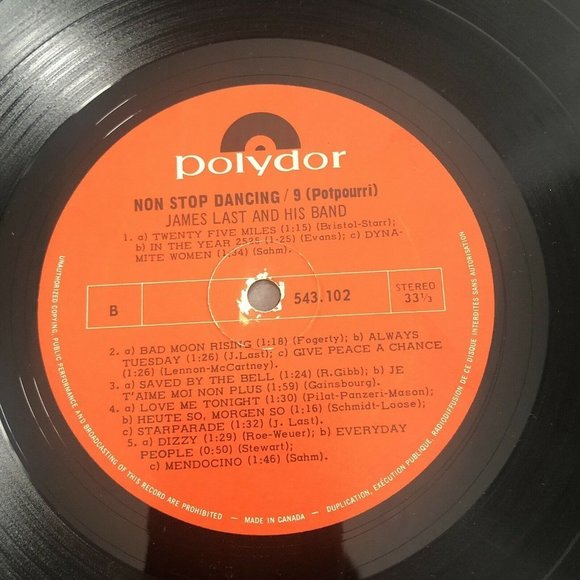 polydor
NON STOP DANCING / 9 (Potpourri)
JAMES LAST AND HIS BAND
1. a) TWENTY FIVE MILES (1:15) (Bristol-Starr);
b) IN THE YEAR 2525 (1-25) (Evans); c) DYNA-
MITE WOMEN (1:34) (Sahm).
B
543.102
STEREO
33⅓
2. a) BAD MOON RISING (1:18) (Fogerty); b) ALWAYS
TUESDAY (1:26) (J.Last); c) GIVE PEACE A CHANCE
(1:26) (Lennon-McCartney).
3. a) SAVED BY THE BELL (1:24) (R.Gibb); b) JE
T'AIME MOI NON PLUS (1:59) (Gainsbourg).
4. a) LOVE ME TONIGHT (1:30) (Pilat-Panzeri-Mason);
b) HEUTE SO, MORGEN SO (1:16) (Schmidt-Loose);
c) STARPARADE (1:32) (J. Last).
5. a) DIZZY (1:29) (Roe-Weuer); b) EVERYDAY
PEOPLE (0:50) (Stewart);
c) MENDOCINO (1:46) (Sahm).
UNAUTHORIZED COPYING, PUBLIC PERFORMANCE AND BROADCASTING OF THIS RECORD ARE PROHIBITED — MADE IN CANADA — DUPLICATION, EXÉCUTION PUBLIQUE, RADIODIFFUSION DE CE DISQUE INTERDITES SANS AUTORISATION